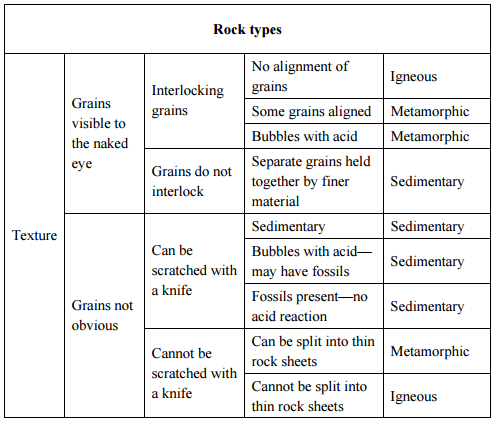 Rock types
Texture
Grains
visible to
the naked
eye
Interlocking
grains
No alignment of
grains
Igneous
Some grains aligned
Metamorphic
Bubbles with acid
Metamorphic
Grains do not
interlock
Separate grains held
together by finer
material
Sedimentary
Grains not
obvious
Can be
scratched with
a knife
Sedimentary
Sedimentary
Bubbles with acid—
may have fossils
Sedimentary
Fossils present—no
acid reaction
Sedimentary
Cannot be
scratched with
a knife
Can be split into thin
rock sheets
Metamorphic
Cannot be split into
thin rock sheets
Igneous